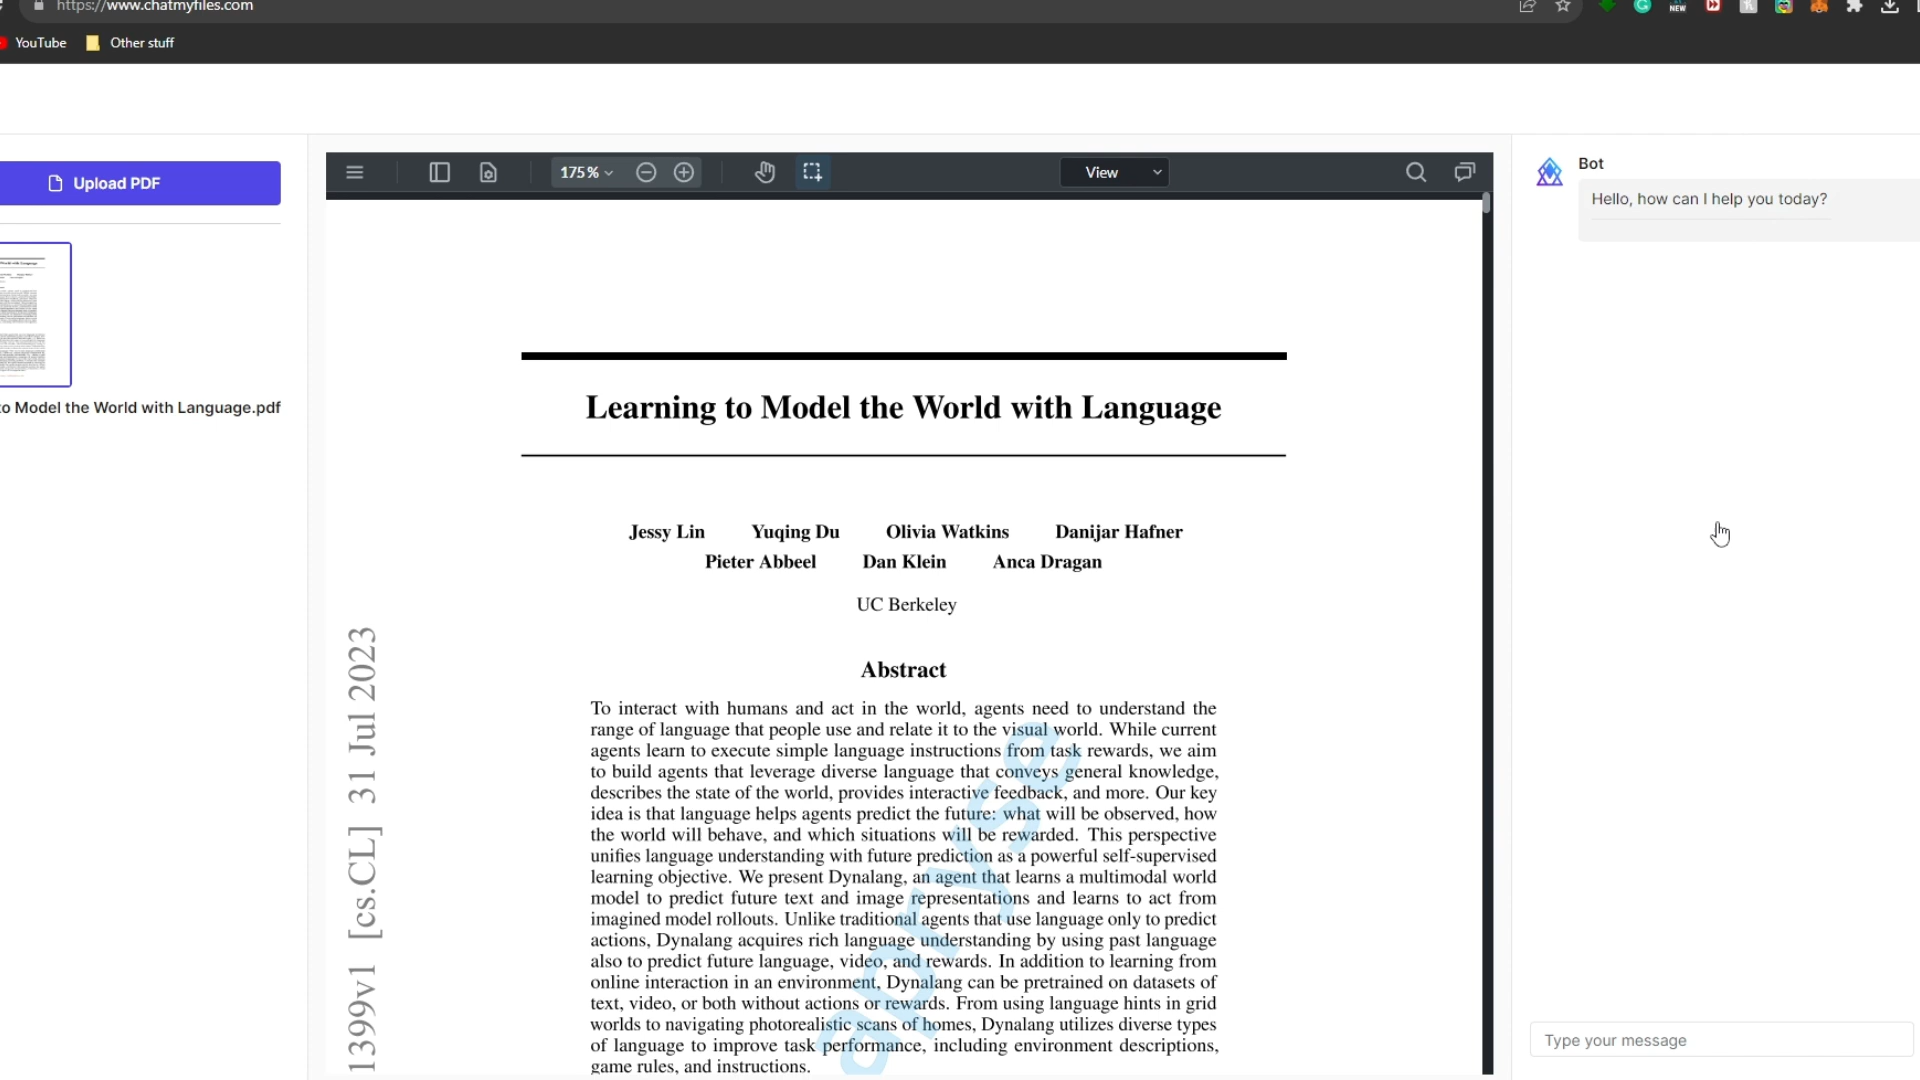 https://www.chatmyfiles.com
NEW
YouTube
Other stuff
Upload PDF
to Model the World with Language.pdf
175%
View
Learning to Model the World with Language
Jessy Lin Yuqing Du Olivia Watkins Danijar Hafner
Pieter Abbeel Dan Klein Anca Dragan
UC Berkeley
Abstract
To interact with humans and act in the world, agents need to understand the
range of language that people use and relate it to the visual world. While current
agents learn to execute simple language instructions from task rewards, we aim
to build agents that leverage diverse language that conveys general knowledge,
describes the state of the world, provides interactive feedback, and more. Our key
idea is that language helps agents predict the future: what will be observed, how
the world will behave, and which situations will be rewarded. This perspective
unifies language understanding with future prediction as a powerful self-supervised
learning objective. We present Dynalang, an agent that learns a multimodal world
model to predict future text and image representations and learns to act from
imagined model rollouts. Unlike traditional agents that use language only to predict
actions, Dynalang acquires rich language understanding by using past language
also to predict future language, video, and rewards. In addition to learning from
online interaction in an environment, Dynalang can be pretrained on datasets of
text, video, or both without actions or rewards. From using language hints in grid
worlds to navigating photorealistic scans of homes, Dynalang utilizes diverse types
of language to improve task performance, including environment descriptions,
game rules, and instructions.
1399v1 [cs.CL] 31 Jul 2023
apryse
Bot
Hello, how can I help you today?
Type your message